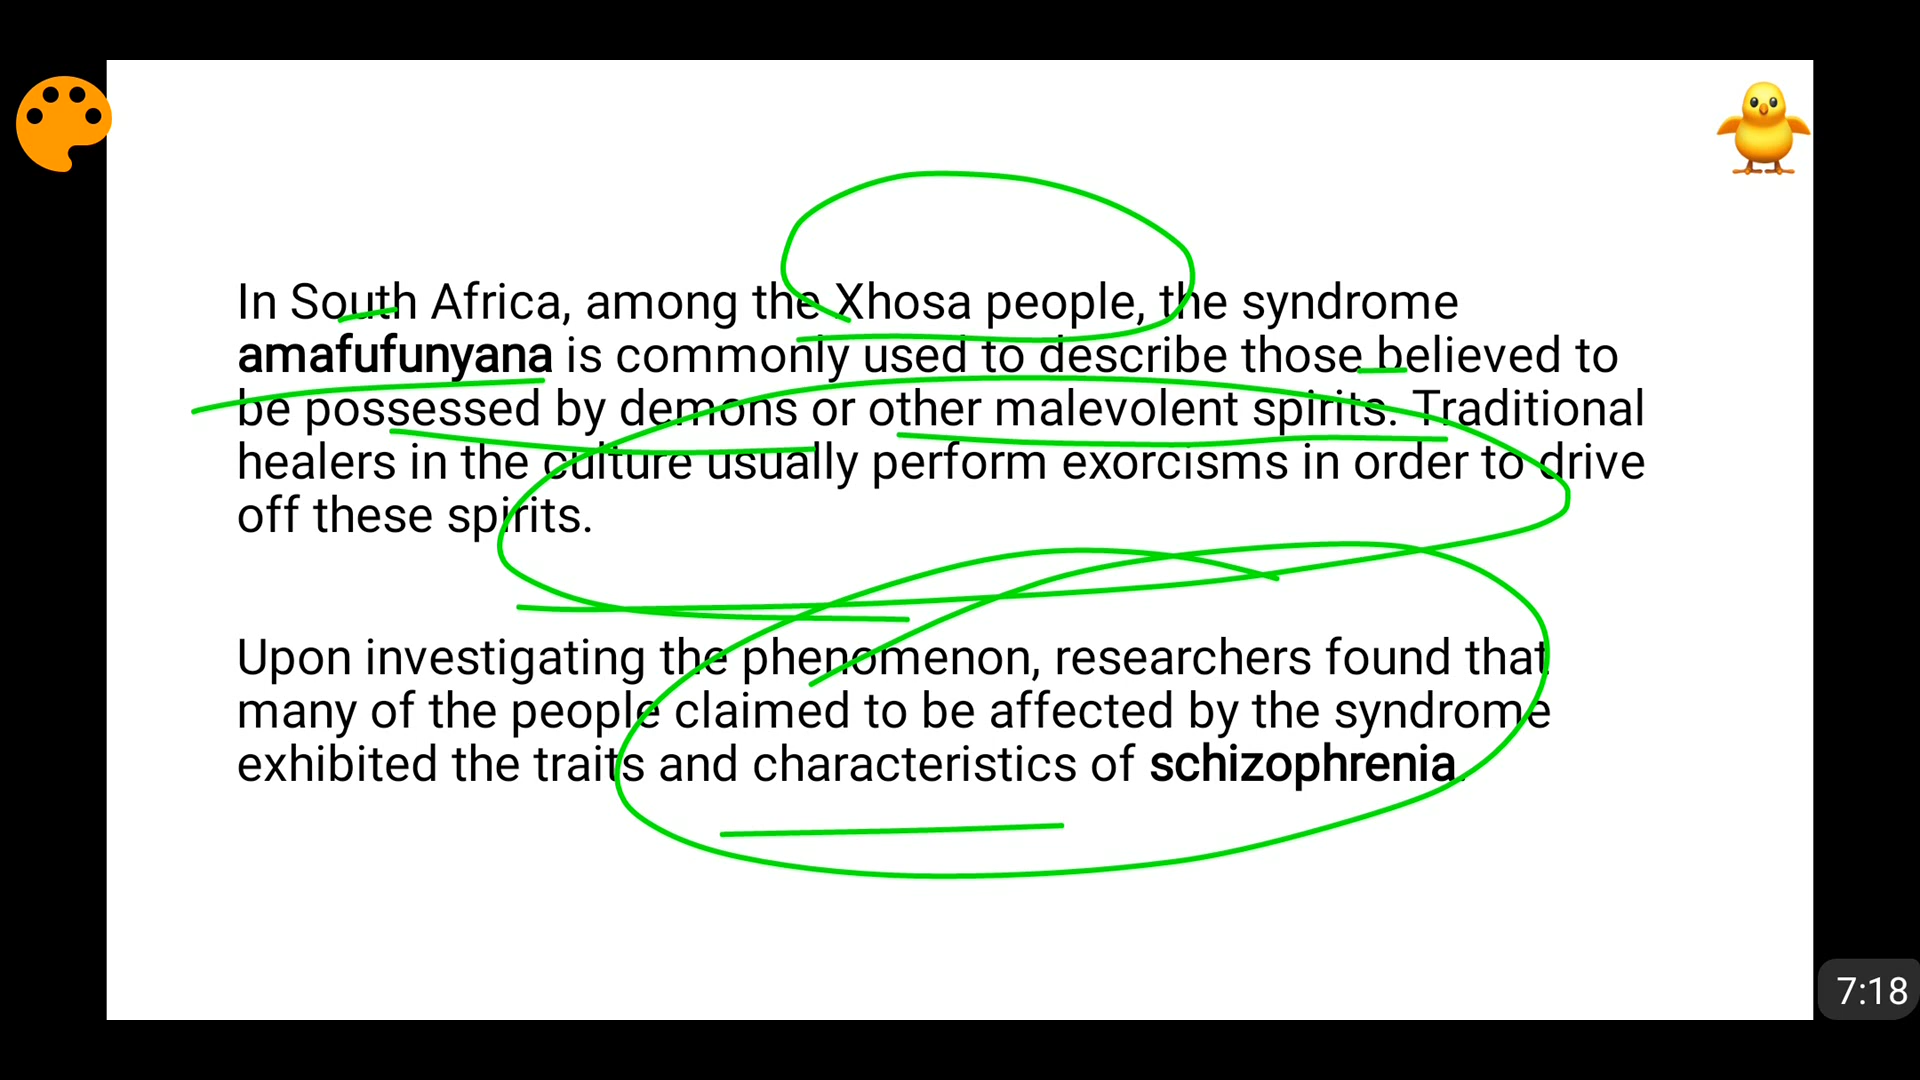 In South Africa, among the Xhosa people, the syndrome
amafufunyana is commonly used to describe those believed to
be possessed by demons or other malevolent spirits. Traditional
healers in the culture usually perform exorcisms in order to drive
off these spirits.
Upon investigating the phenomenon, researchers found that
many of the people claimed to be affected by the syndrome
exhibited the traits and characteristics of schizophrenia.
7:18